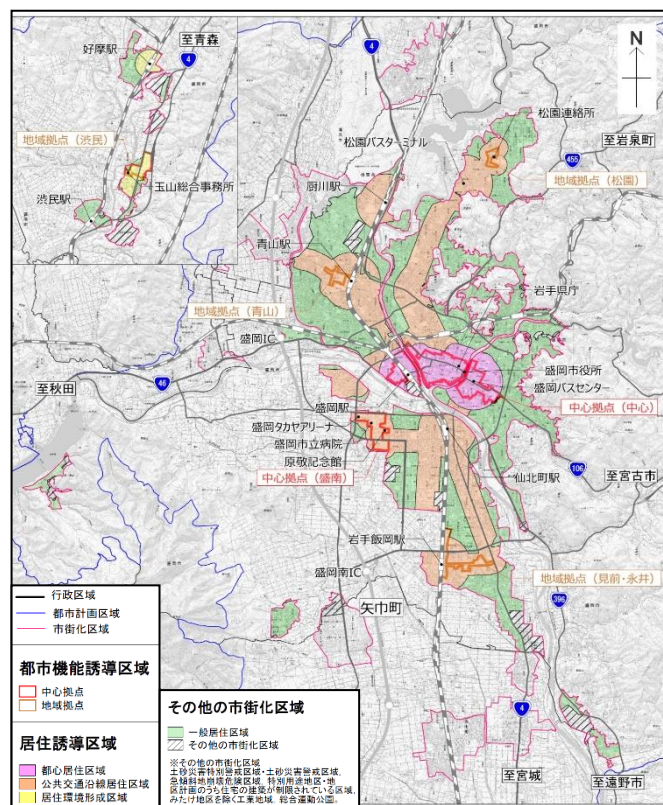 好摩駅
至青森
4
地域拠点（渋民）
玉山総合事務所
渋民駅
4
N
松園連絡所
松園バスターミナル
至岩泉町
455
厨川駅
地域拠点（松園）
青山駅
岩手県庁
地域拠点（青山）
盛岡IC
盛岡市役所
盛岡バスセンター
至秋田
46
中心拠点（中心）
盛岡駅
盛岡タカヤアリーナ
盛岡市立病院
原敬記念館
106
中心拠点（盛南）
仙北町駅
至宮古市
岩手飯岡駅
盛岡南IC
地域拠点（見前・永井）
396
矢巾町
4
至宮城
至遠野市
行政区域
都市計画区域
市街化区域
都市機能誘導区域
中心拠点
地域拠点
居住誘導区域
都心居住区域
公共交通沿線居住区域
居住環境形成区域
その他の市街化区域
一般居住区域
その他の市街化区域
※その他の市街化区域
土砂災害特別警戒区域・土砂災害警戒区域，
急傾斜地崩壊危険区域，特別用途地区・地
区計画のうち住宅の建築が制限されている区域，
みたけ地区を除く工業地域，総合運動公園。